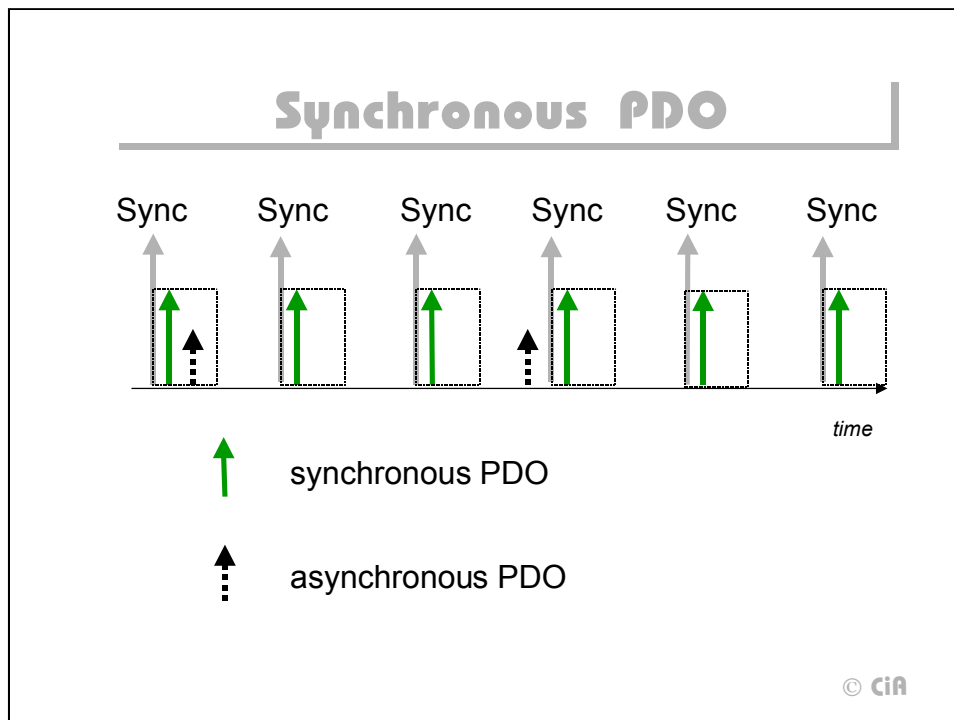 Synchronous PDO
Sync Sync Sync Sync Sync Sync
time
synchronous PDO
asynchronous PDO
© CiA